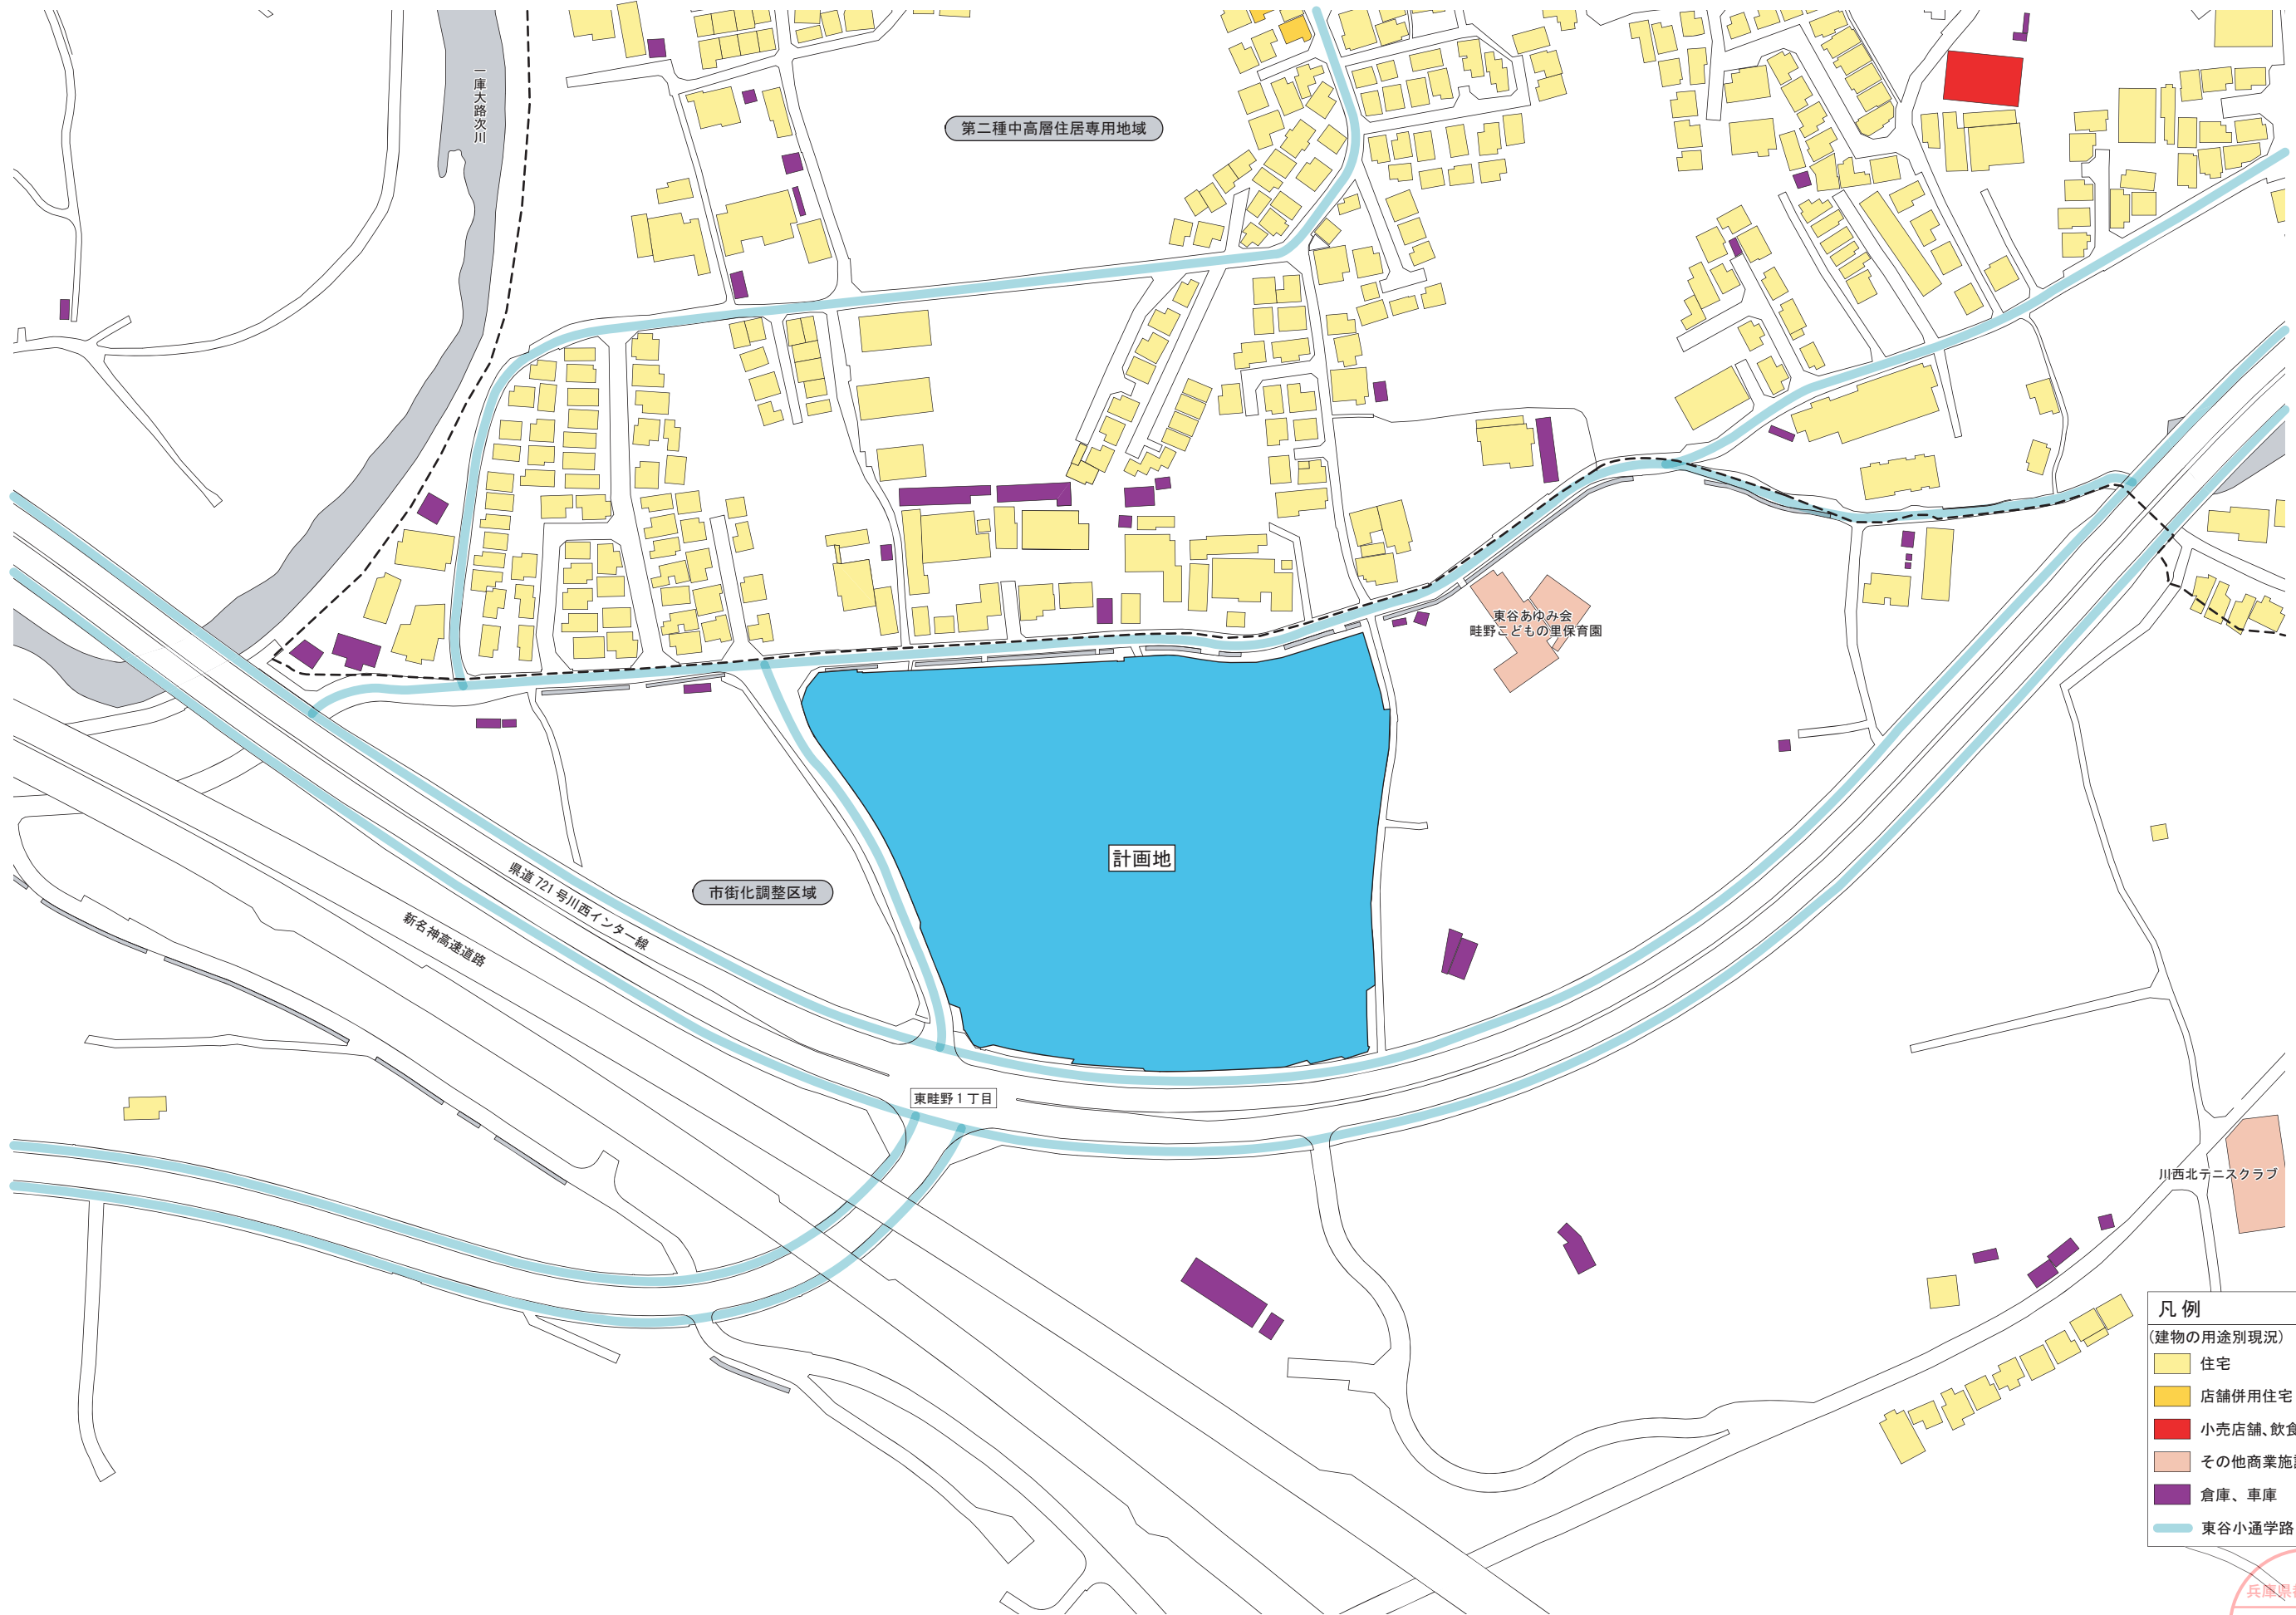 一庫大路次川
第二種中高層住居専用地域
東谷あゆみ会
畦野こどもの里保育園
計画地
市街化調整区域
県道721号川西インター線
新名神高速道路
東畦野1丁目
川西北テニスクラブ
凡例
(建物の用途別現況)
住宅
店舗併用住宅
小売店舗、飲食
その他商業施
倉庫、車庫
東谷小通学路
兵庫県